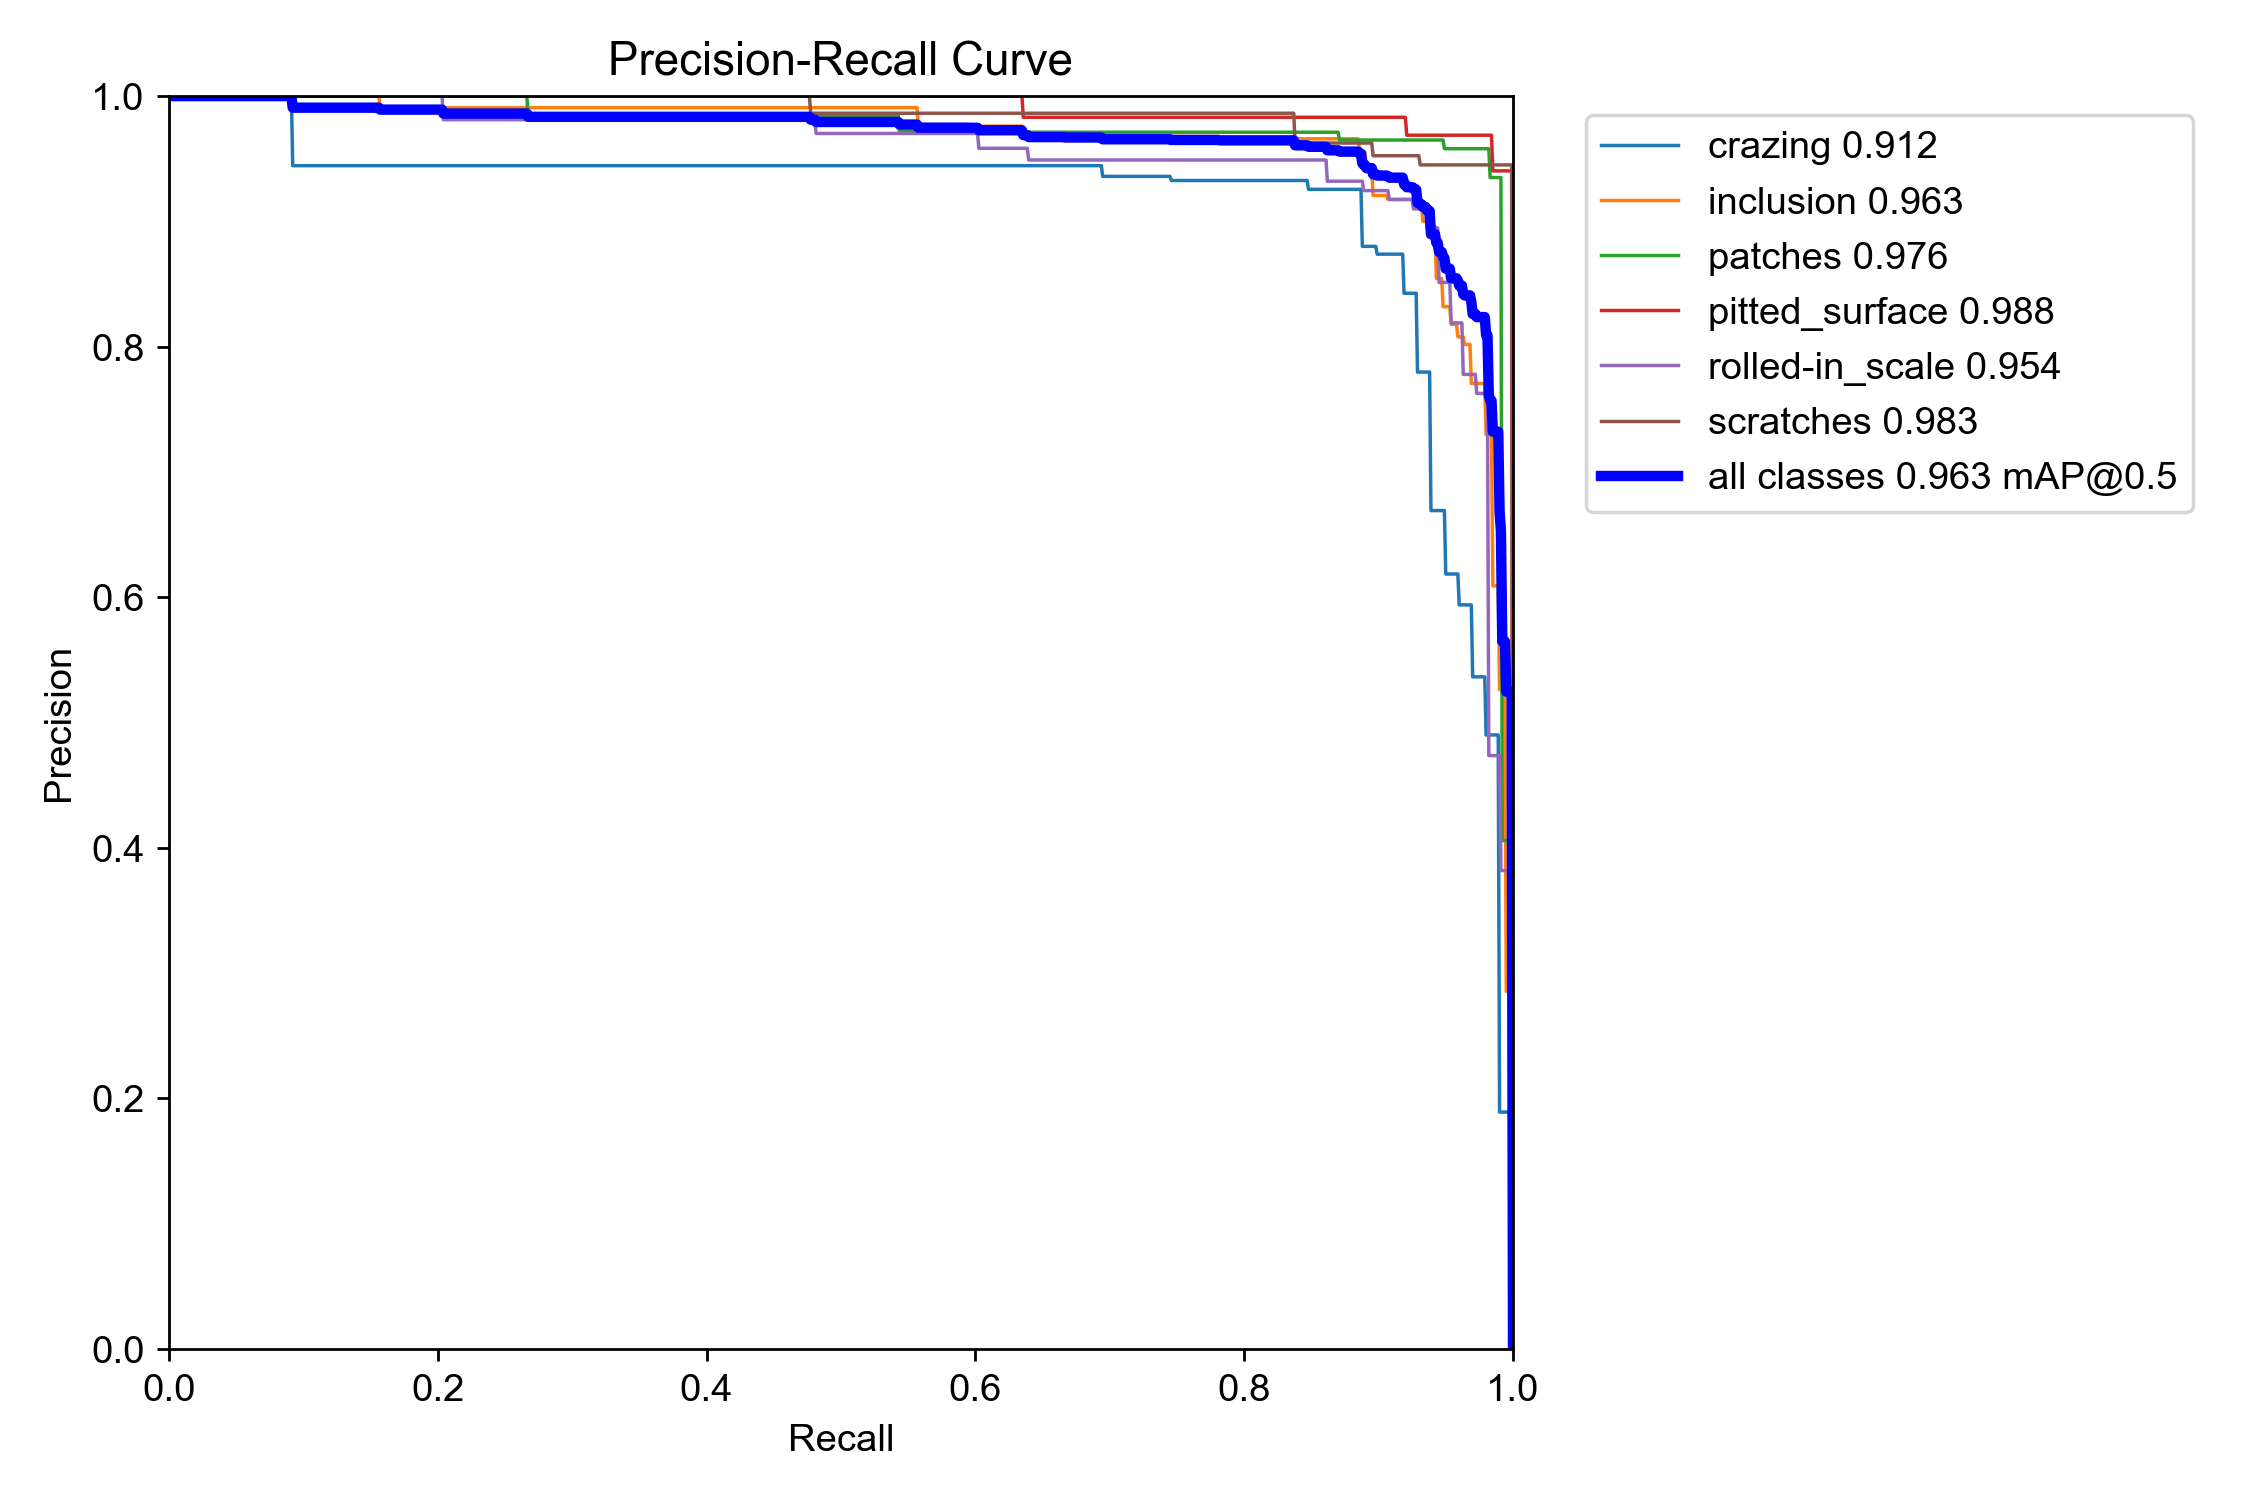 Precision-Recall Curve
1.0
0.8
0.6
0.4
0.2
0.0
Precision
0.0 0.2 0.4 0.6 0.8 1.0
Recall
crazing 0.912
inclusion 0.963
patches 0.976
pitted_surface 0.988
rolled-in_scale 0.954
scratches 0.983
all classes 0.963 mAP@0.5